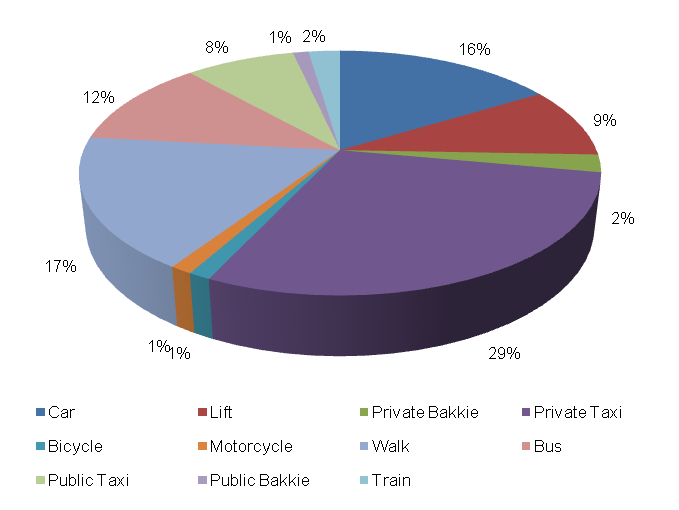 1% 2%
8% 16%
12% 9%
2%
17%
1% 1% 29%
Car Lift Private Bakkie Private Taxi
Bicycle Motorcycle Walk Bus
Public Taxi Public Bakkie Train